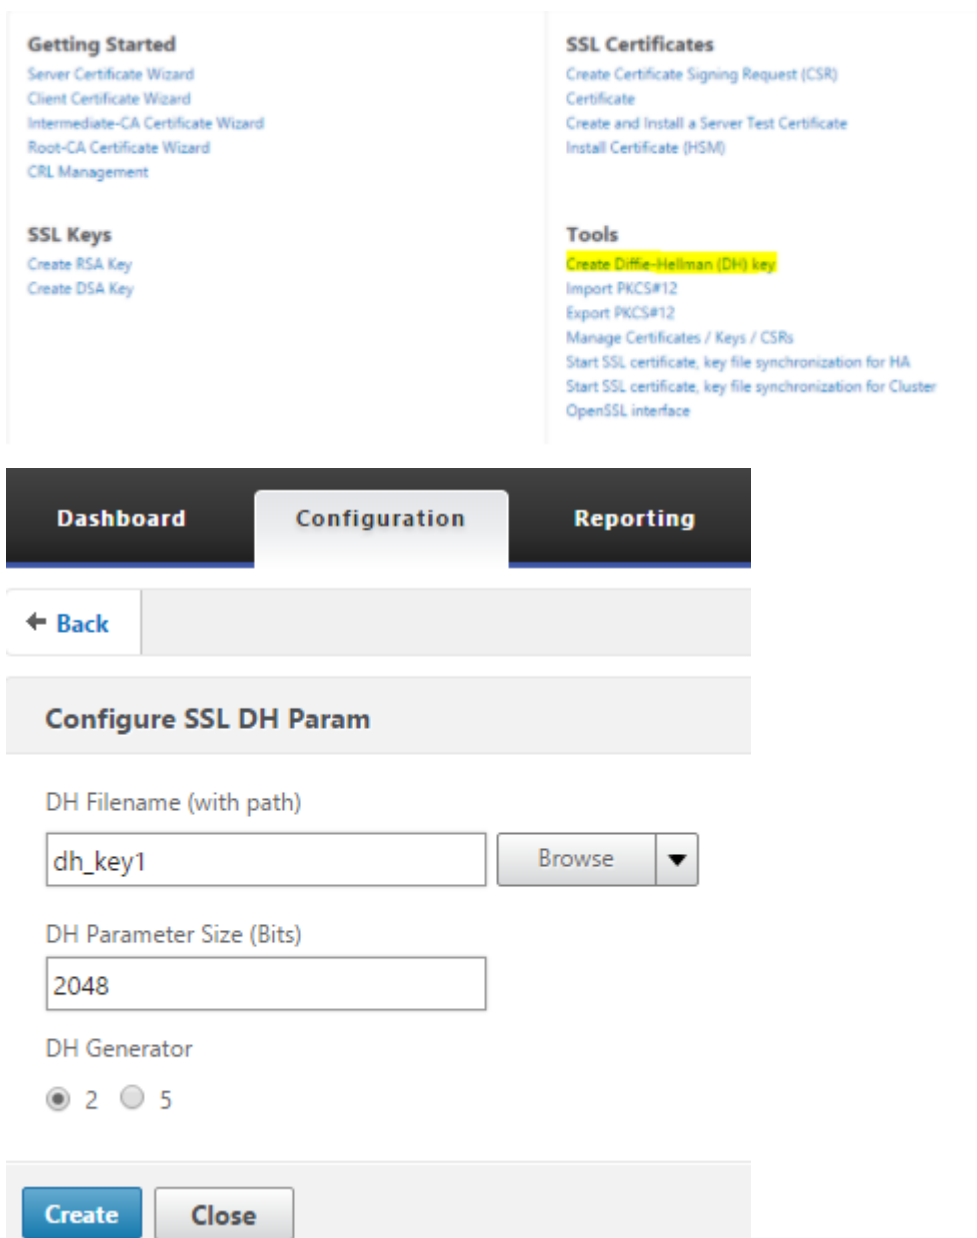 Getting Started
Server Certificate Wizard
Client Certificate Wizard
Intermediate-CA Certificate Wizard
Root-CA Certificate Wizard
CRL Management
SSL Certificates
Create Certificate Signing Request (CSR)
Certificate
Create and Install a Server Test Certificate
Install Certificate (HSM)
SSL Keys
Create RSA Key
Create DSA Key
Tools
Create Diffie-Hellman (DH) key
Import PKCS#12
Export PKCS#12
Manage Certificates / Keys / CSRs
Start SSL certificate, key file synchronization for HA
Start SSL certificate, key file synchronization for Cluster
OpenSSL interface
Dashboard Configuration Reporting
Back
Configure SSL DH Param
DH Filename (with path)
dh_key1 Browse
DH Parameter Size (Bits)
2048
DH Generator
2 5
Create Close